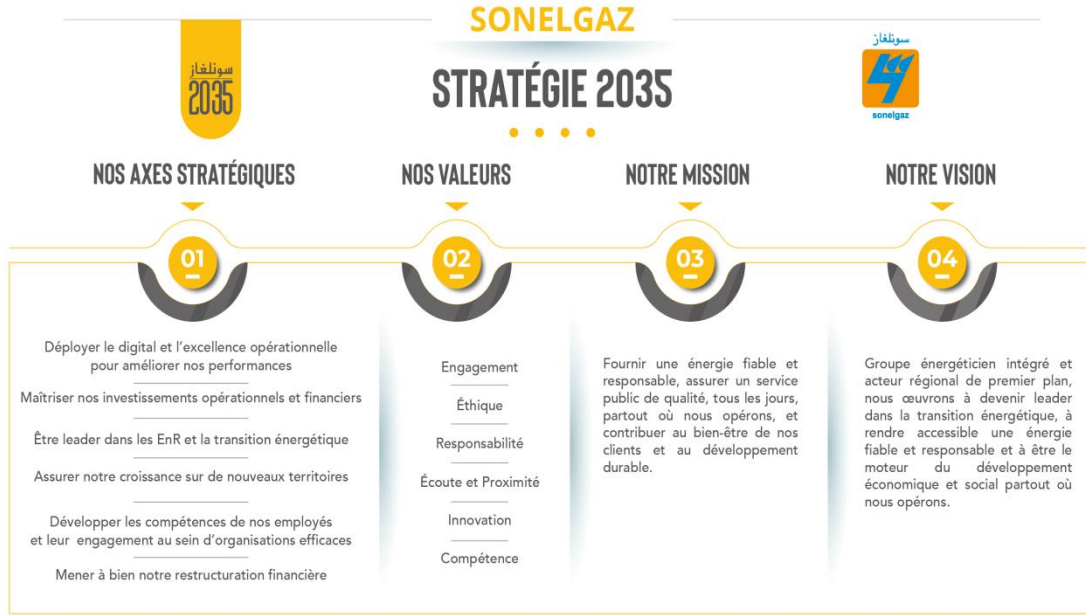 SONELGAZ
سونلغاز
2035
STRATÉGIE 2035
سونلغاز
sonelgaz
NOS AXES STRATÉGIQUES
01
Déployer le digital et l'excellence opérationnelle
pour améliorer nos performances
Maîtriser nos investissements opérationnels et financiers
Être leader dans les EnR et la transition énergétique
Assurer notre croissance sur de nouveaux territoires
Développer les compétences de nos employés
et leur engagement au sein d'organisations efficaces
Mener à bien notre restructuration financière
NOS VALEURS
02
Engagement
Éthique
Responsabilité
Écoute et Proximité
Innovation
Compétence
NOTRE MISSION
03
Fournir une énergie fiable et
responsable, assurer un service
public de qualité, tous les jours,
partout où nous opérons, et
contribuer au bien-être de nos
clients et au développement
durable.
NOTRE VISION
04
Groupe énergéticien intégré et
acteur régional de premier plan,
nous œuvrons à devenir leader
dans la transition énergétique, à
rendre accessible une énergie
fiable et responsable et à être le
moteur du développement
économique et social partout où
nous opérons.